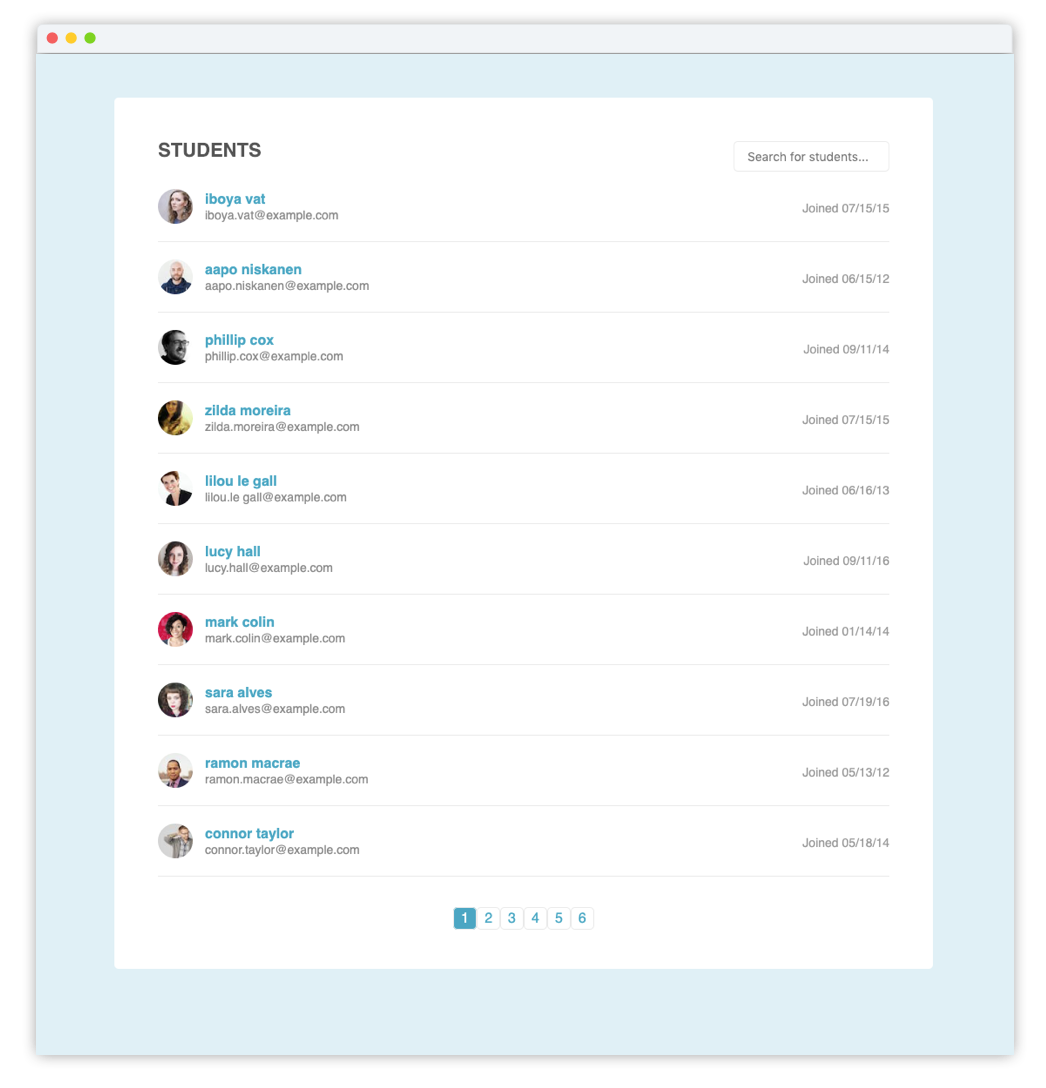 STUDENTS
Search for students...
iboya vat
iboya.vat@example.com
Joined 07/15/15
aapo niskanen
aapo.niskanen@example.com
Joined 06/15/12
phillip cox
phillip.cox@example.com
Joined 09/11/14
zilda moreira
zilda.moreira@example.com
Joined 07/15/15
lilou le gall
lilou.le gall@example.com
Joined 06/16/13
lucy hall
lucy.hall@example.com
Joined 09/11/16
mark colin
mark.colin@example.com
Joined 01/14/14
sara alves
sara.alves@example.com
Joined 07/19/16
ramon macrae
ramon.macrae@example.com
Joined 05/13/12
connor taylor
connor.taylor@example.com
Joined 05/18/14
1 2 3 4 5 6